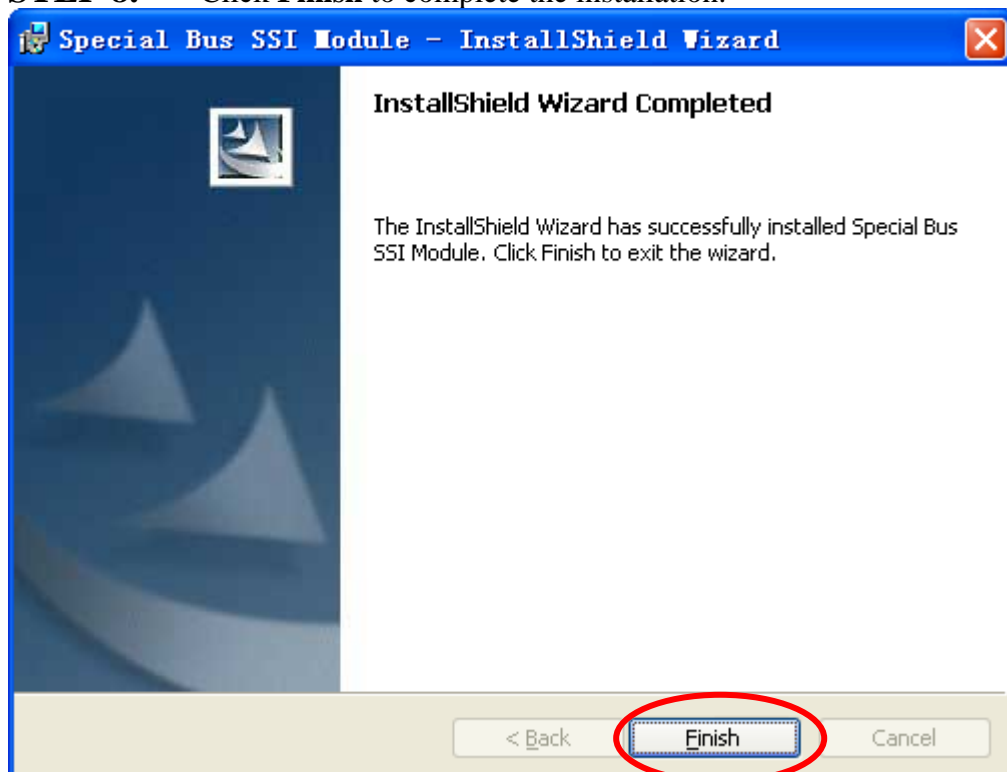 Click Finish to complete the installation.
Special Bus SSI Module - InstallShield Wizard
InstallShield Wizard Completed
The InstallShield Wizard has successfully installed Special Bus
SSI Module. Click Finish to exit the wizard.
< Back Finish Cancel